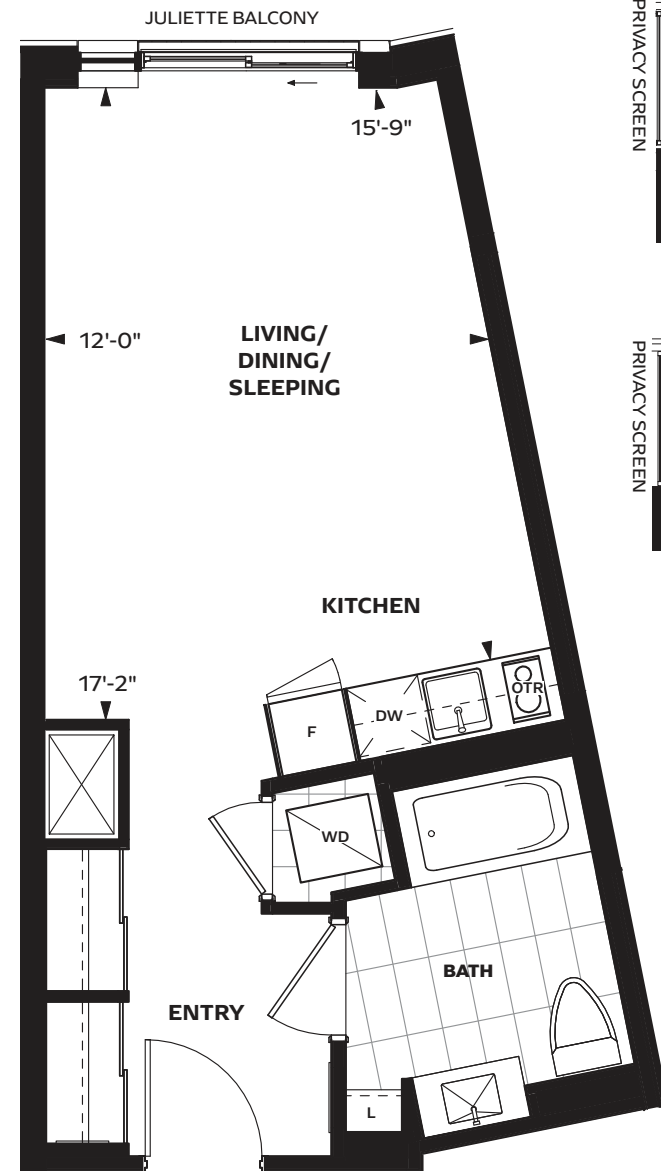 JULIETTE BALCONY
PRIVACY SCREEN
15'-9"
12'-0"
LIVING/
DINING/
SLEEPING
PRIVACY SCREEN
KITCHEN
17'-2"
OTR
DW
F
WD
BATH
ENTRY
L